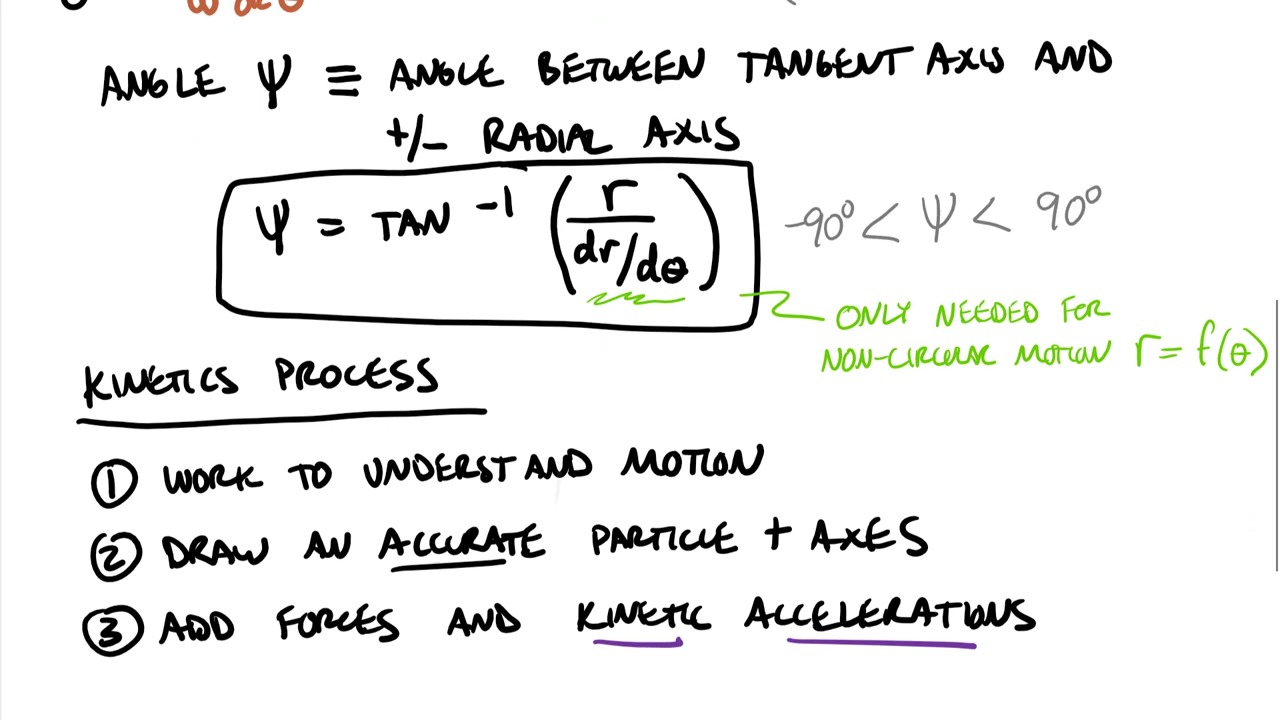 ANGLE Ψ ≡ ANGLE BETWEEN TANGENT AXIS AND
+/- RADIAL AXIS
Ψ = TAN⁻¹ (r / (dr/dθ)) -90° < Ψ < 90°
ONLY NEEDED FOR
NON-CIRCULAR MOTION r = f(θ)
KINETICS PROCESS
① WORK TO UNDERSTAND MOTION
② DRAW AN ACCURATE PARTICLE + AXES
③ ADD FORCES AND KINETIC ACCELERATIONS